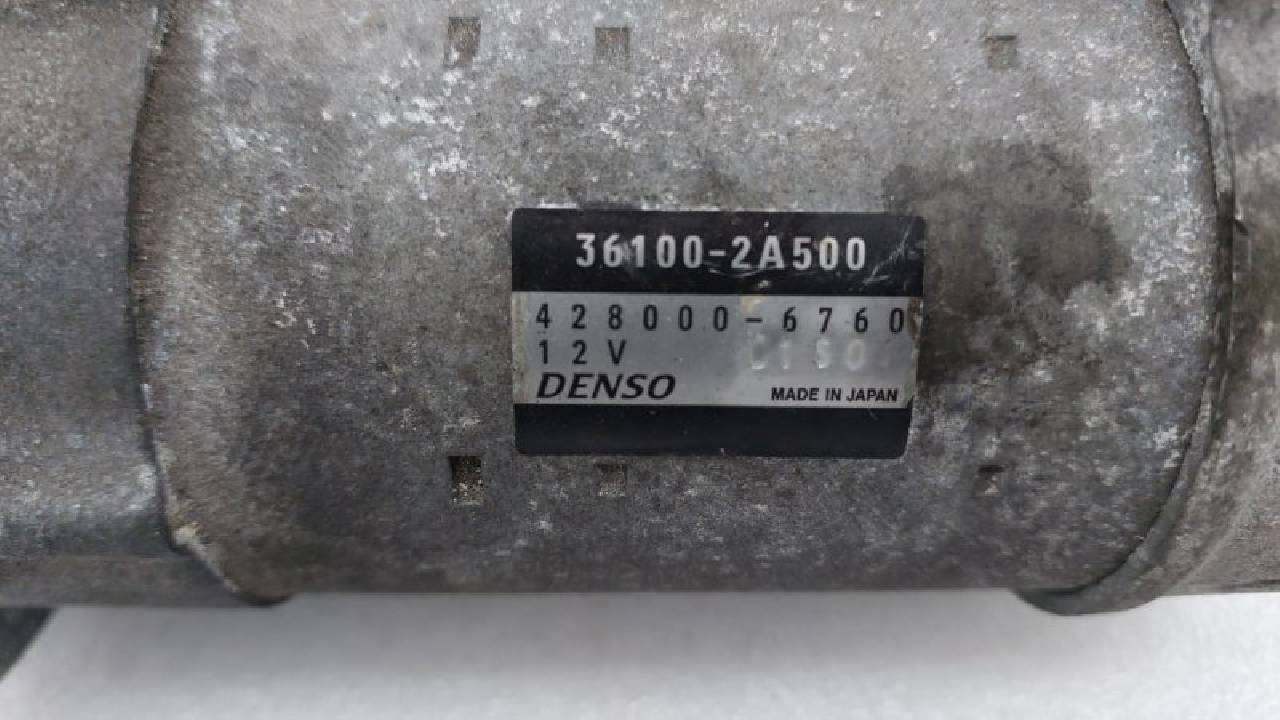 36100-2A500
428000-6760
12V
DENSO MADE IN JAPAN